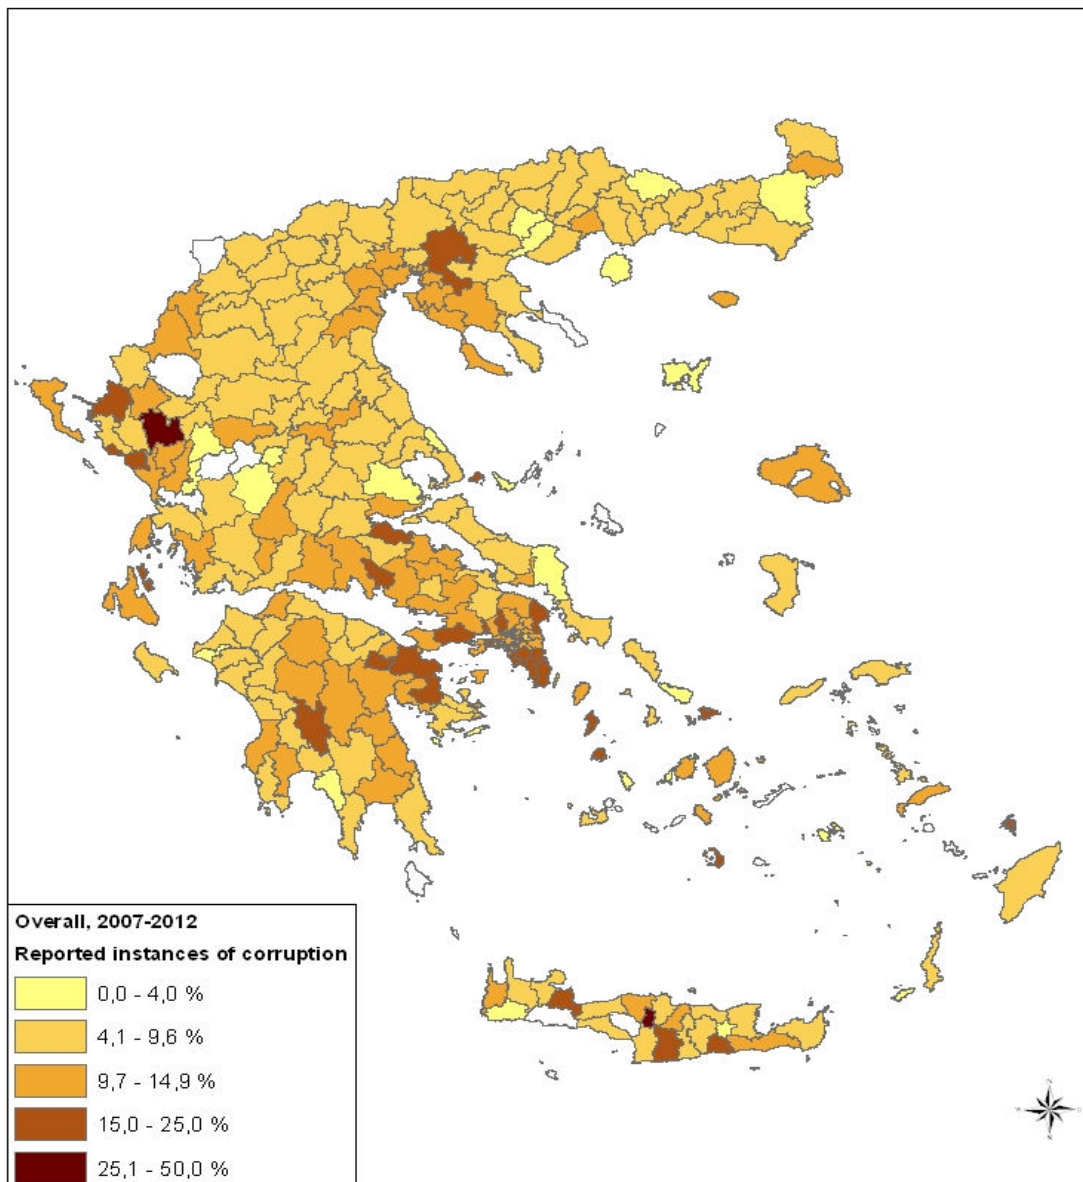 Overall, 2007-2012
Reported instances of corruption
0,0 - 4,0 %
4,1 - 9,6 %
9,7 - 14,9 %
15,0 - 25,0 %
25,1 - 50,0 %
N